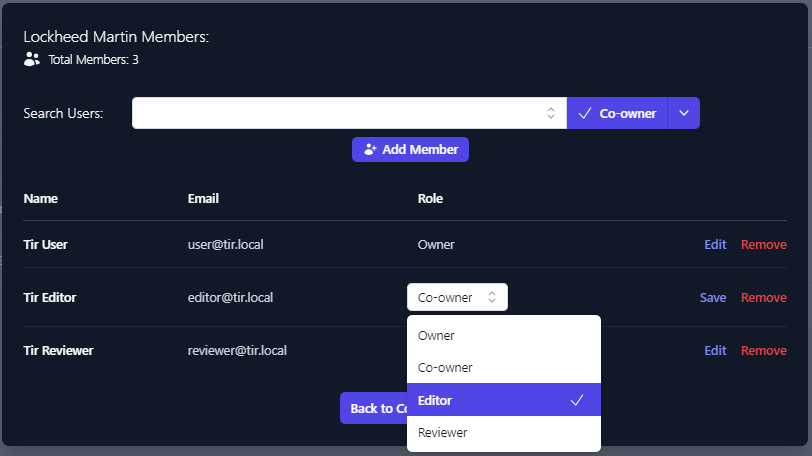 Lockheed Martin Members:
Total Members: 3
Search Users:
Co-owner
Add Member
Name Email Role
Tir User user@tir.local Owner Edit Remove
Tir Editor editor@tir.local Co-owner Save Remove
Owner
Tir Reviewer reviewer@tir.local Edit Remove
Co-owner
Editor
Back to Co
Reviewer